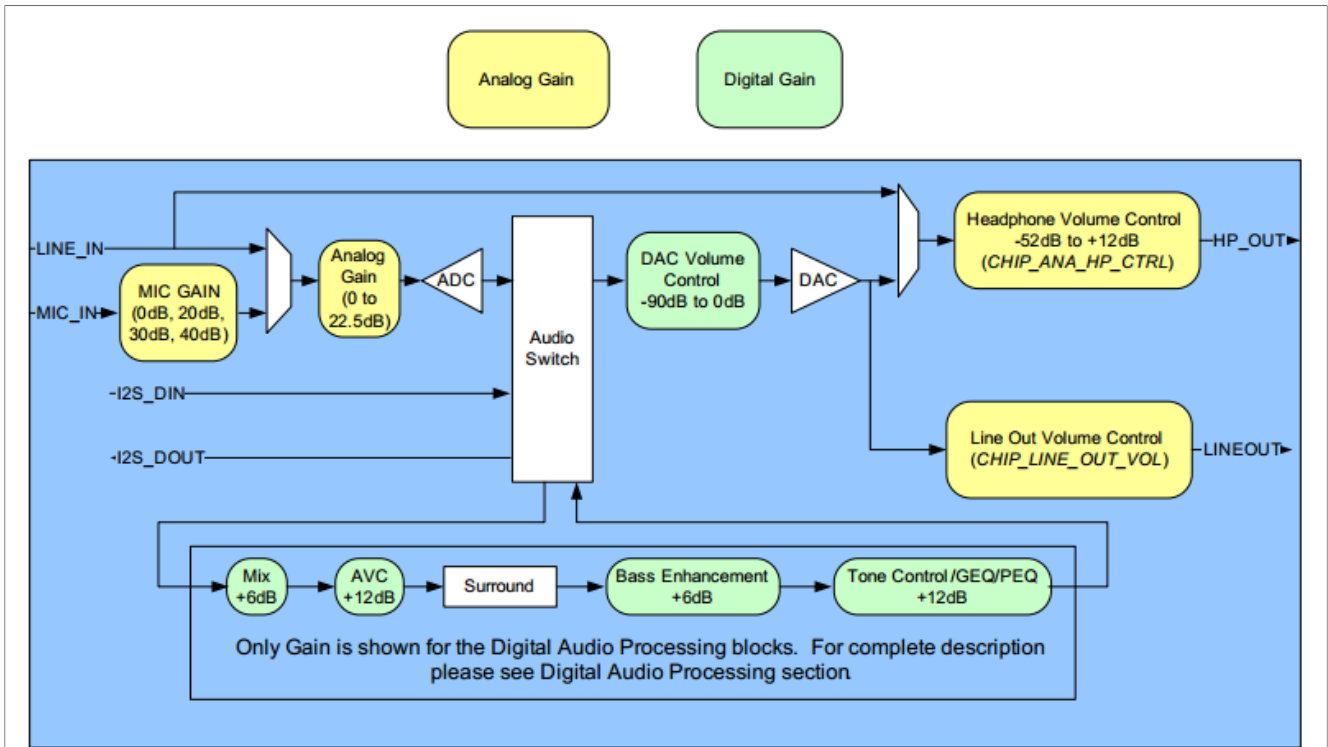 Analog Gain
Digital Gain
LINE_IN
MIC_IN
MIC GAIN
(0dB, 20dB,
30dB, 40dB)
Analog
Gain
(0 to
22.5dB)
ADC
Audio
Switch
DAC Volume
Control
-90dB to 0dB
DAC
Headphone Volume Control
-52dB to +12dB
(CHIP_ANA_HP_CTRL)
HP_OUT
I2S_DIN
I2S_DOUT
Line Out Volume Control
(CHIP_LINE_OUT_VOL)
LINEOUT
Mix
+6dB
AVC
+12dB
Surround
Bass Enhancement
+6dB
Tone Control/GEQ/PEQ
+12dB
Only Gain is shown for the Digital Audio Processing blocks. For complete description
please see Digital Audio Processing section.